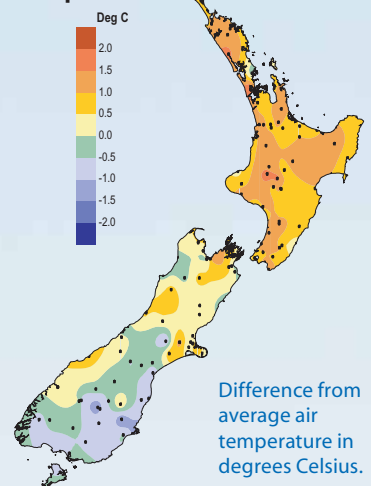 Deg C
2.0
1.5
1.0
0.5
0.0
-0.5
-1.0
-1.5
-2.0
Difference from
average air
temperature in
degrees Celsius.